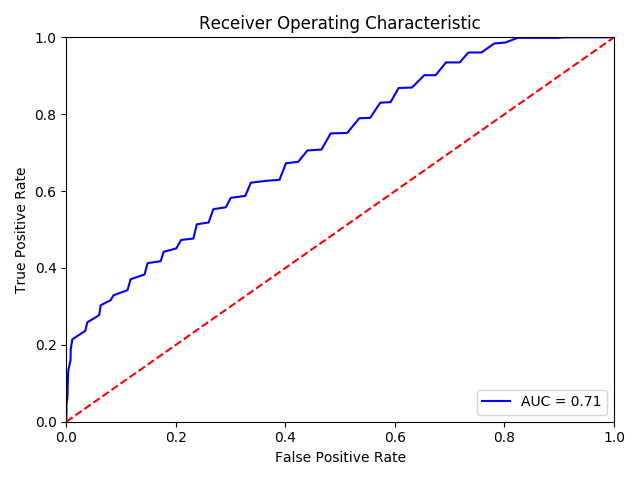 Receiver Operating Characteristic
1.0
0.8
0.6
0.4
0.2
0.0
True Positive Rate
AUC = 0.71
0.0 0.2 0.4 0.6 0.8 1.0
False Positive Rate